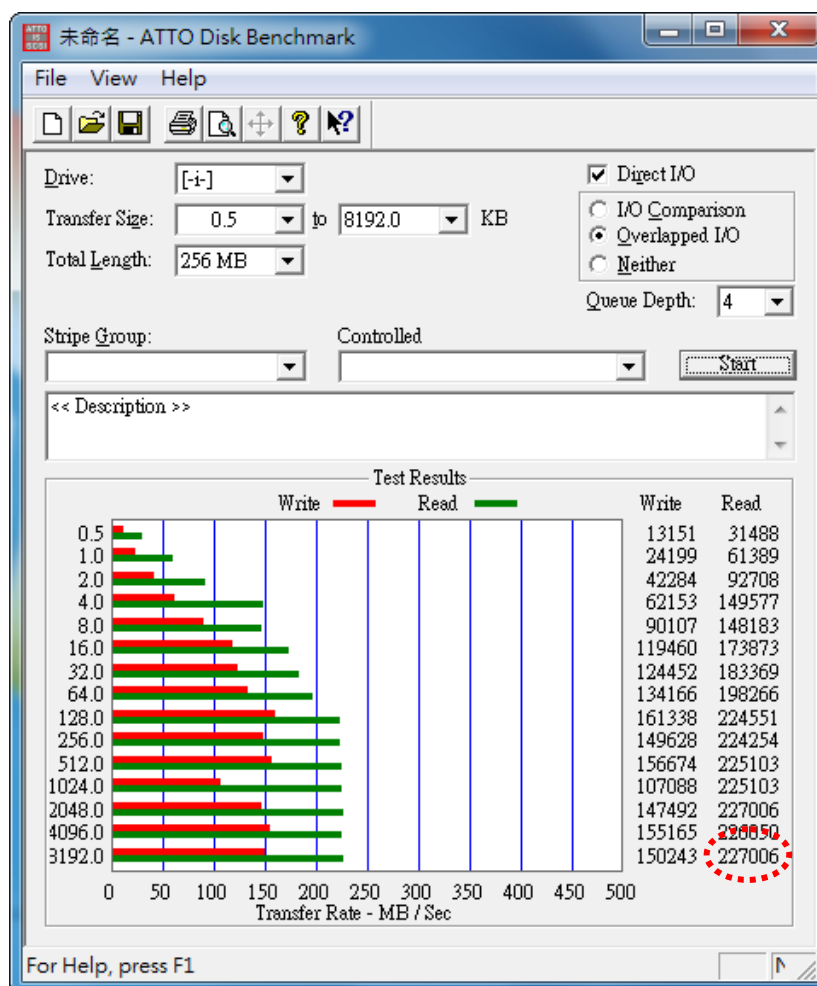 未命名 - ATTO Disk Benchmark
File View Help
Drive: [-i-] Direct I/O
Transfer Size: 0.5 to 8192.0 KB
I/O Comparison
Overlapped I/O
Total Length: 256 MB
Neither
Queue Depth: 4
Stripe Group: Controlled
Start
<< Description >>
Test Results
Write Read Write Read
0.5 13151 31488
1.0 24199 61389
2.0 42284 92708
4.0 62153 149577
8.0 90107 148183
16.0 119460 173873
32.0 124452 183369
64.0 134166 198266
128.0 161338 224551
256.0 149628 224254
512.0 156674 225103
1024.0 107088 225103
2048.0 147492 227006
4096.0 155165
3192.0 150243 227006
0 50 100 150 200 250 300 350 400 450 500
Transfer Rate - MB / Sec
For Help, press F1